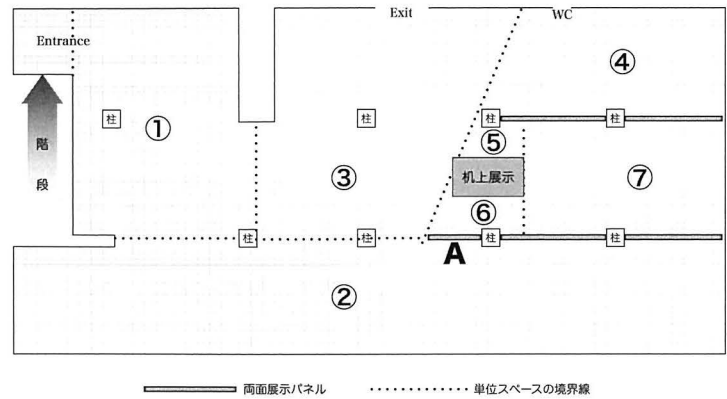 Exit
WC
Entrance
④
柱
①
柱
柱
柱
階
段
⑤
③
机上展示
⑦
⑥
柱
柱
柱
柱
A
②
両面展示パネル
単位スペースの境界線